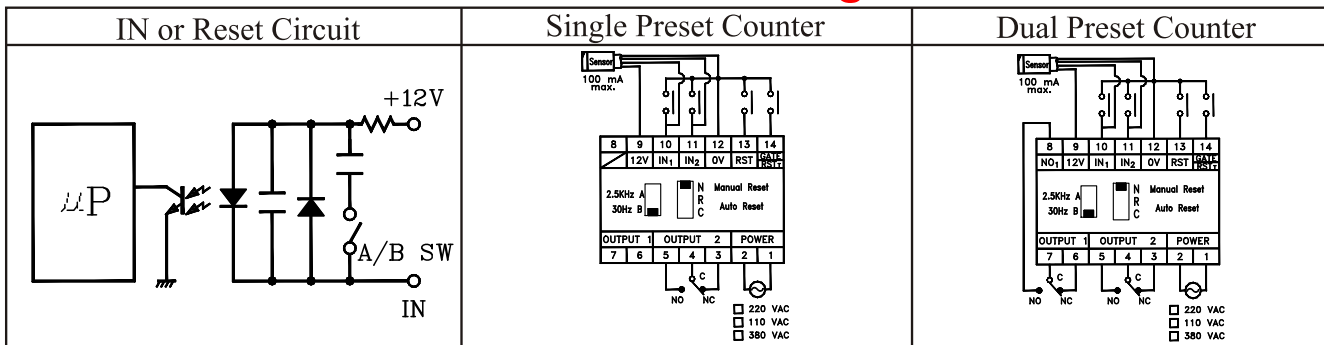 IN or Reset Circuit
Single Preset Counter
Dual Preset Counter
+12V
μP
A/B SW
IN
Sensor
100 mA
max.
8 9 10 11 12 13 14
12V IN₁ IN₂ 0V RST GATE
RST₁
2.5KHz A
30Hz B
N
R
C
Manual Reset
Auto Reset
OUTPUT 1 OUTPUT 2 POWER
7 6 5 4 3 2 1
C
NO NC
220 VAC
110 VAC
380 VAC
Sensor
100 mA
max.
8 9 10 11 12 13 14
NO₁ 12V IN₁ IN₂ 0V RST GATE
RST₁
2.5KHz A
30Hz B
N
R
C
Manual Reset
Auto Reset
OUTPUT 1 OUTPUT 2 POWER
7 6 5 4 3 2 1
C C
NO NC NO NC
220 VAC
110 VAC
380 VAC